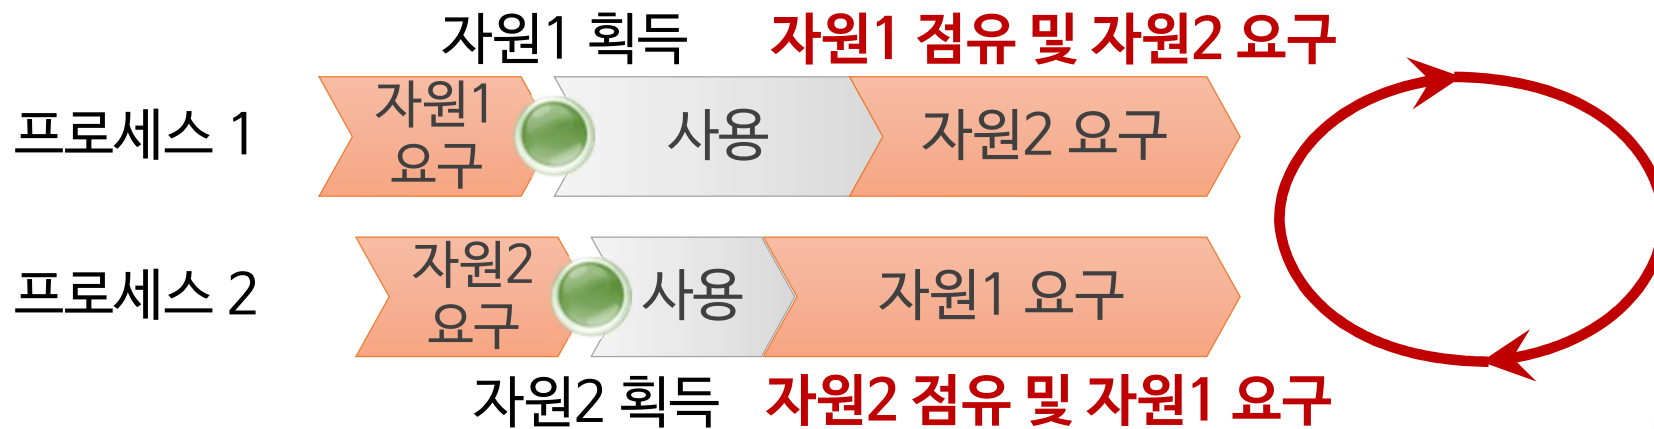 자원1 획득 자원1 점유 및 자원2 요구
프로세스 1
자원1
요구
사용
자원2 요구
프로세스 2
자원2
요구
사용
자원1 요구
자원2 획득 자원2 점유 및 자원1 요구